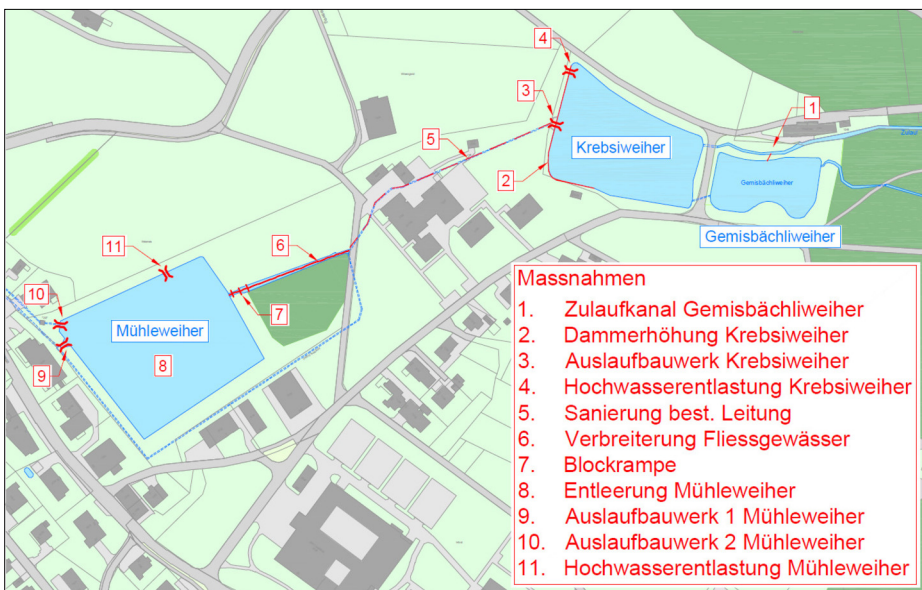 4
3
1
5
Krebsiweiher
Zulauf
2
Gemisbächliweiher
Gemisbächliweiher
6
11
7
10
Mühleweiher
8
9
Massnahmen
1. Zulaufkanal Gemisbächliweiher
2. Dammerhöhung Krebsiweiher
3. Auslaufbauwerk Krebsiweiher
4. Hochwasserentlastung Krebsiweiher
5. Sanierung best. Leitung
6. Verbreiterung Fliessgewässer
7. Blockrampe
8. Entleerung Mühleweiher
9. Auslaufbauwerk 1 Mühleweiher
10. Auslaufbauwerk 2 Mühleweiher
11. Hochwasserentlastung Mühleweiher